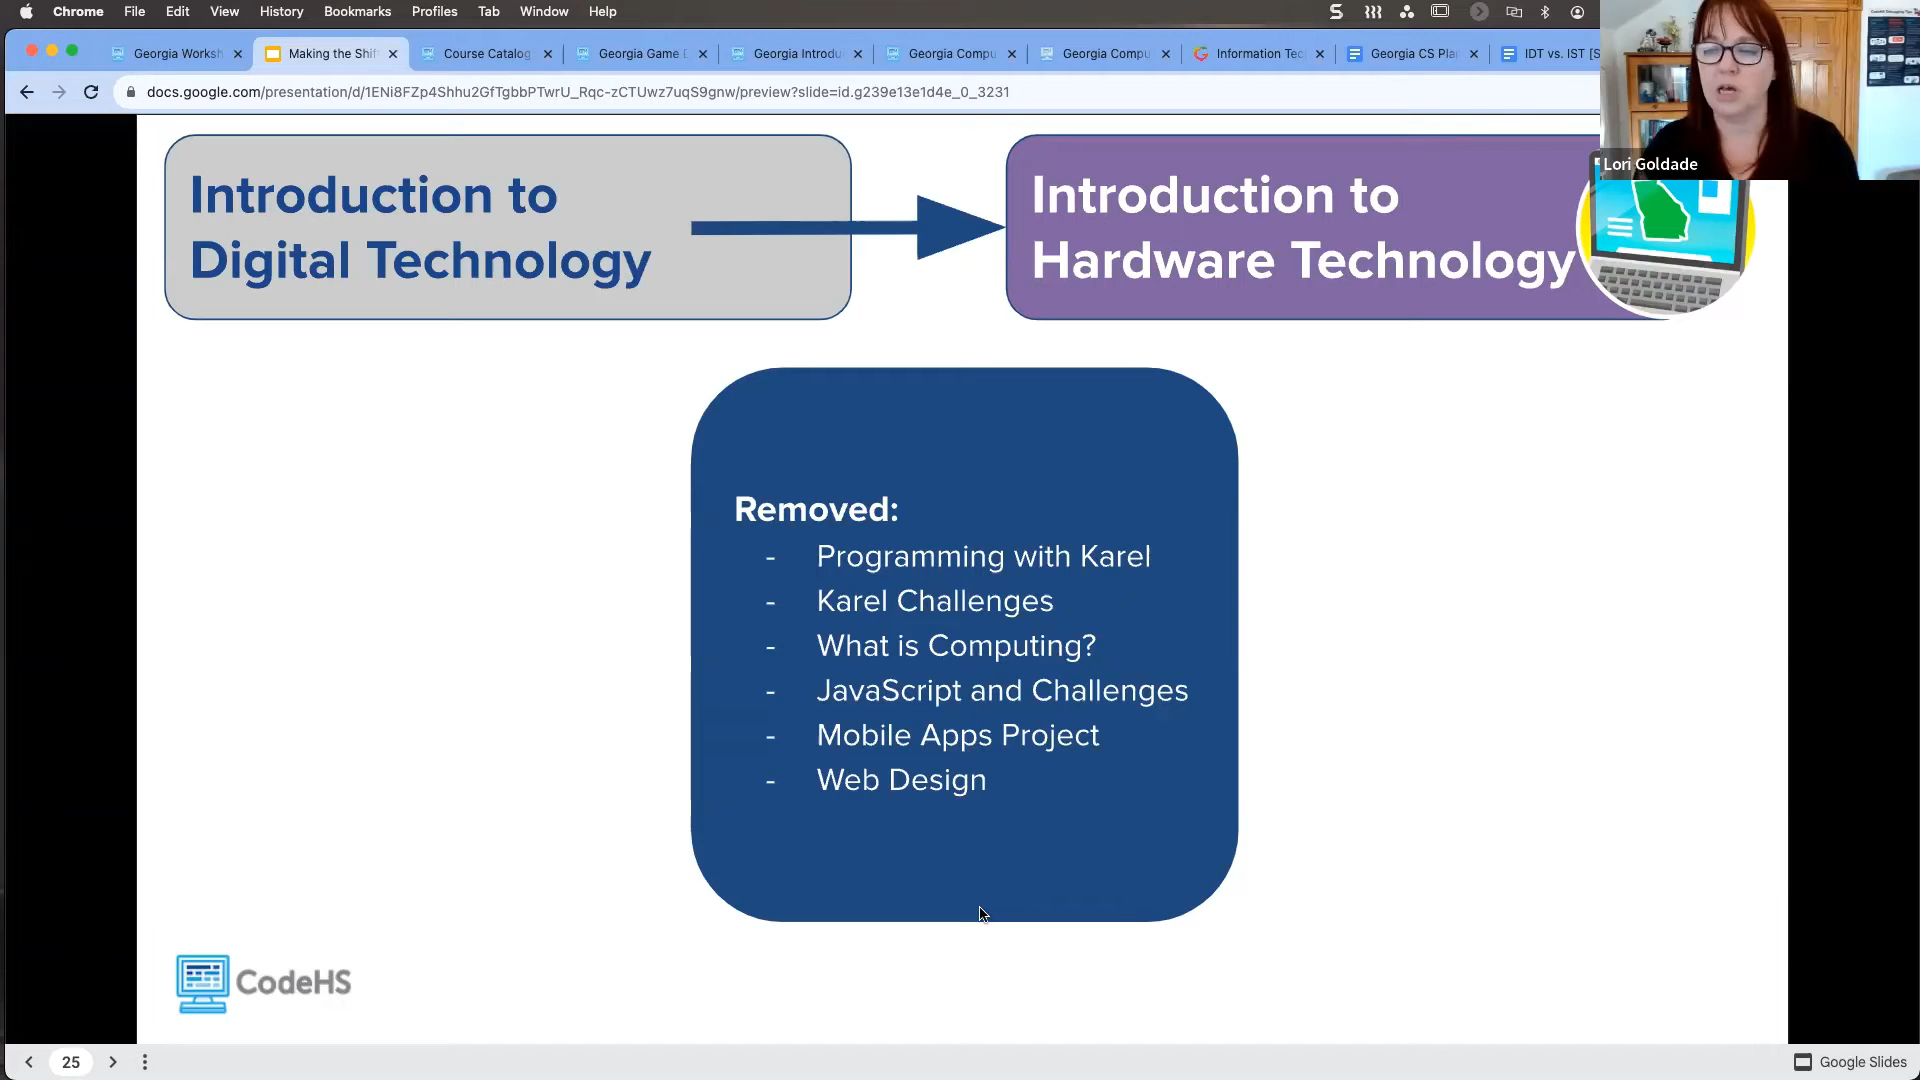 Chrome File Edit View History Bookmarks Profiles Tab Window Help
Georgia Worksh
Making the Shif
Course Catalog
Georgia Game D
Georgia Introdu
Georgia Compu
Georgia Compu
Information Tec
Georgia CS Pla
IDT vs. IST [S
docs.google.com/presentation/d/1ENi8FZp4Shhu2GfTgbbPTwrU_Rqc-zCTUwz7uqS9gnw/preview?slide=id.g239e13e1d4e_0_3231
Lori Goldade
Introduction to
Digital Technology
Introduction to
Hardware Technology
Removed:
- Programming with Karel
- Karel Challenges
- What is Computing?
- JavaScript and Challenges
- Mobile Apps Project
- Web Design
CodeHS
25
Google Slides